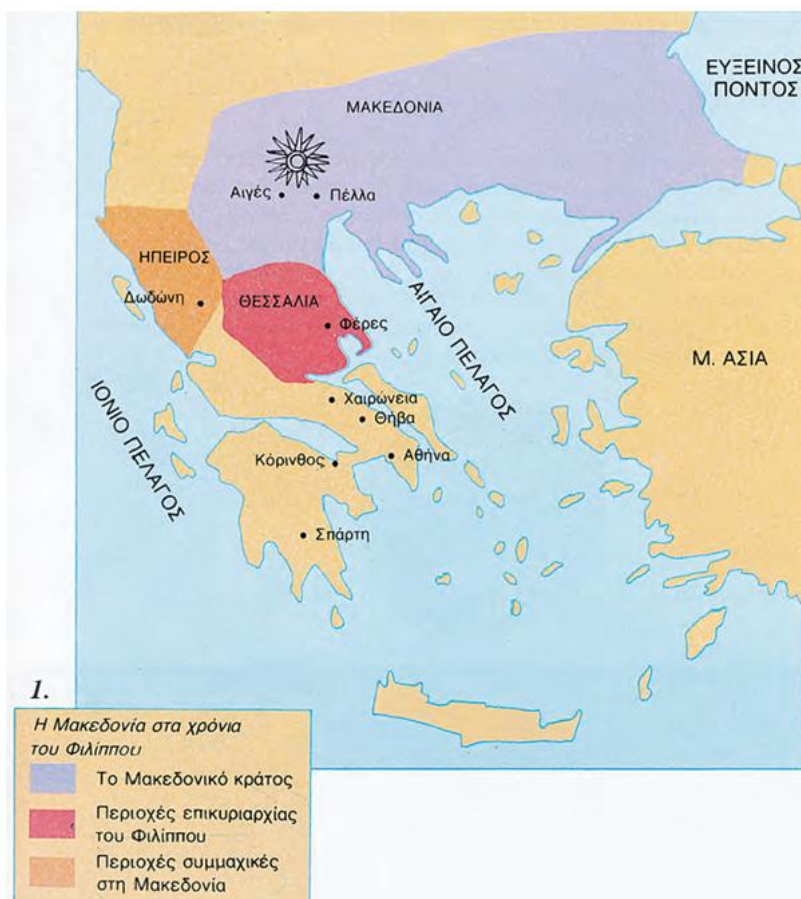 ΕΥΞΕΙΝΟΣ
ΠΟΝΤΟΣ
ΜΑΚΕΔΟΝΙΑ
Αιγές
Πέλλα
ΗΠΕΙΡΟΣ
Δωδώνη
ΘΕΣΣΑΛΙΑ
Φέρες
ΑΙΓΑΙΟ ΠΕΛΑΓΟΣ
Μ. ΑΣΙΑ
ΙΟΝΙΟ ΠΕΛΑΓΟΣ
Χαιρώνεια
Θήβα
Κόρινθος
Αθήνα
Σπάρτη
1.
Η Μακεδονία στα χρόνια
του Φιλίππου
Το Μακεδονικό κράτος
Περιοχές επικυριαρχίας
του Φιλίππου
Περιοχές συμμαχικές
στη Μακεδονία